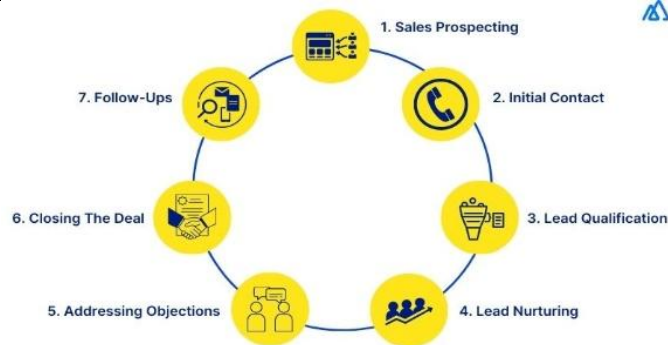 1. Sales Prospecting
2. Initial Contact
3. Lead Qualification
4. Lead Nurturing
5. Addressing Objections
6. Closing The Deal
7. Follow-Ups